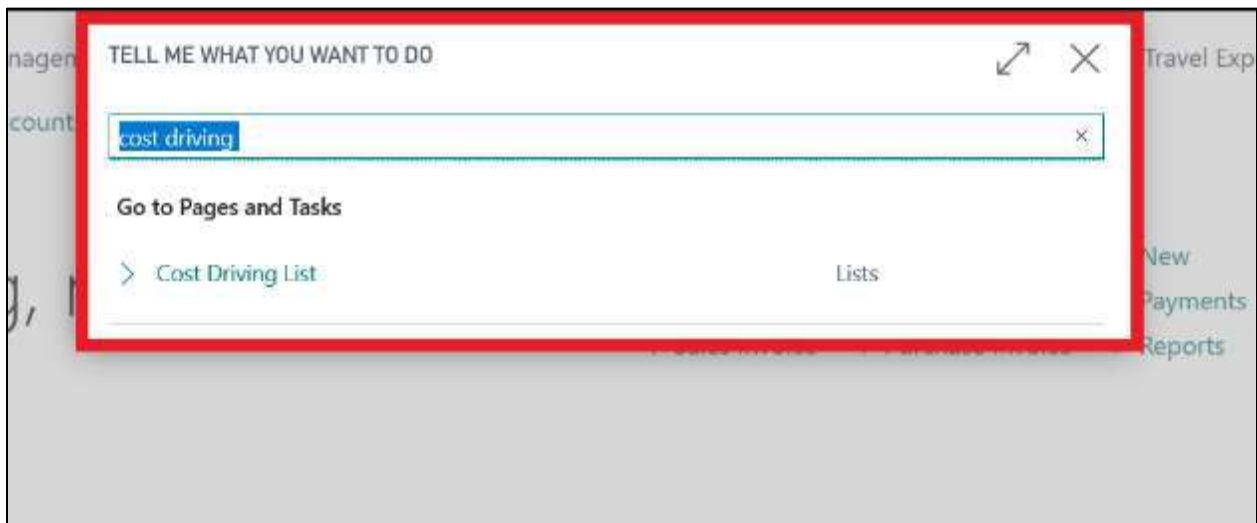 TELL ME WHAT YOU WANT TO DO
Travel Exp
nagen
count
cost driving
Go to Pages and Tasks
Cost Driving List Lists
New
g,
Payments
Reports